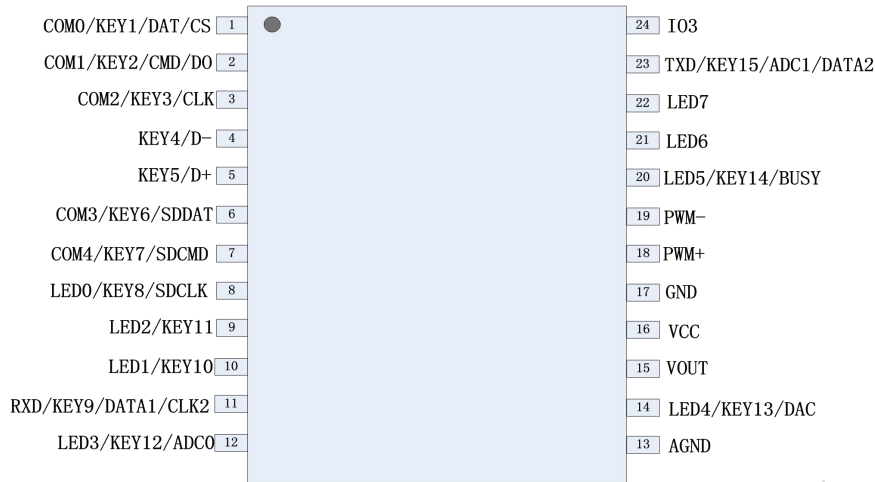 COM0/KEY1/DAT/CS 1
COM1/KEY2/CMD/DO 2
COM2/KEY3/CLK 3
KEY4/D- 4
KEY5/D+ 5
COM3/KEY6/SDDAT 6
COM4/KEY7/SDCMD 7
LED0/KEY8/SDCLK 8
LED2/KEY11 9
LED1/KEY10 10
RXD/KEY9/DATA1/CLK2 11
LED3/KEY12/ADC0 12
24 IO3
23 TXD/KEY15/ADC1/DATA2
22 LED7
21 LED6
20 LED5/KEY14/BUSY
19 PWM-
18 PWM+
17 GND
16 VCC
15 VOUT
14 LED4/KEY13/DAC
13 AGND